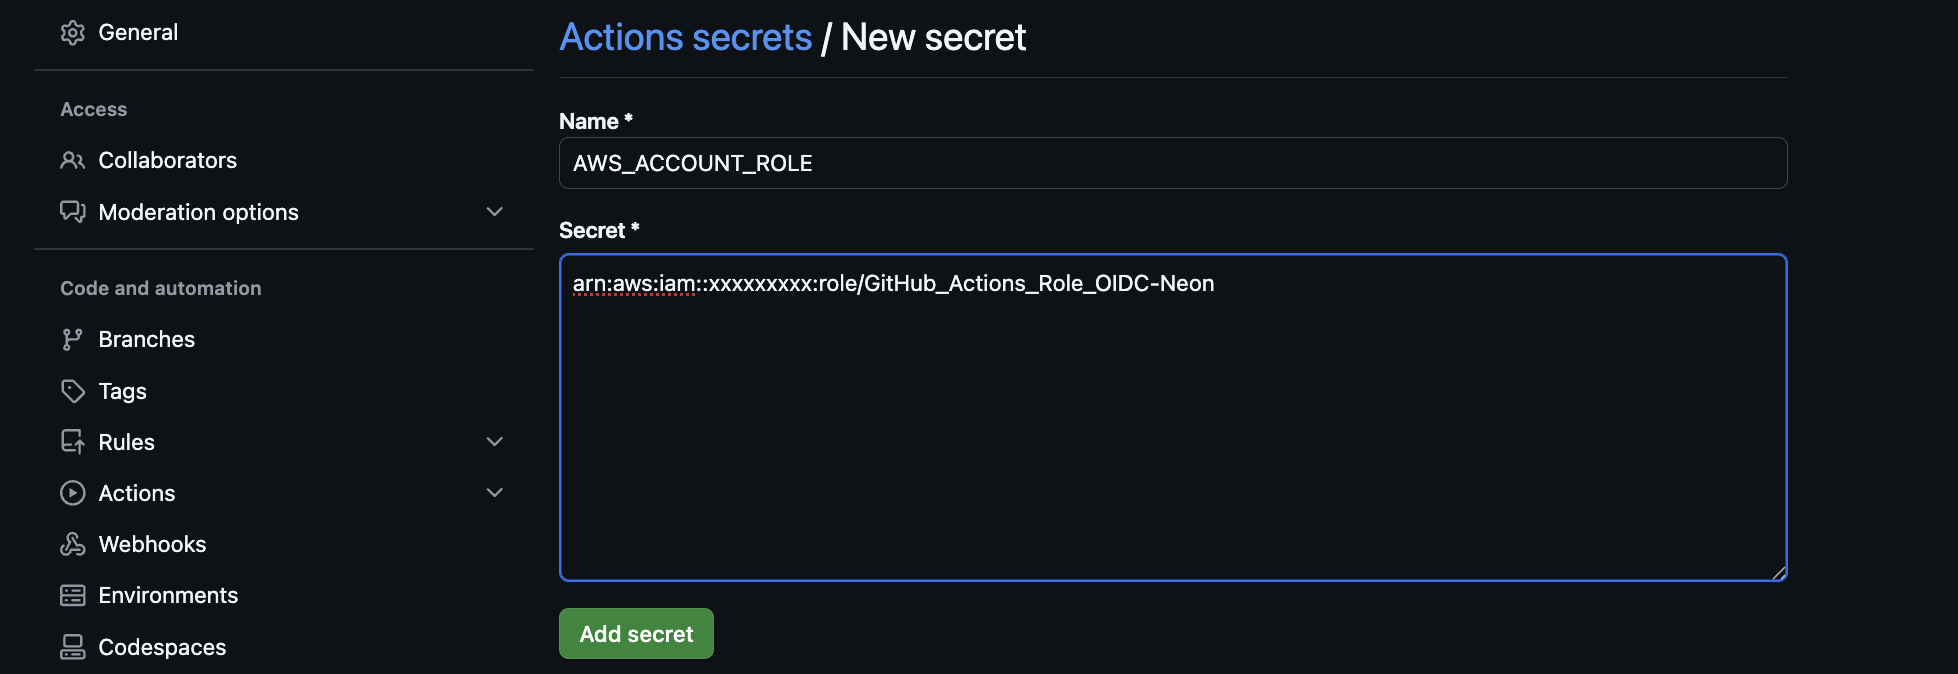 General
Access
Collaborators
Moderation options
Code and automation
Branches
Tags
Rules
Actions
Webhooks
Environments
Codespaces
Actions secrets / New secret
Name *
AWS_ACCOUNT_ROLE
Secret *
arn:aws:iam::xxxxxxxxx:role/GitHub_Actions_Role_OIDC-Neon
Add secret